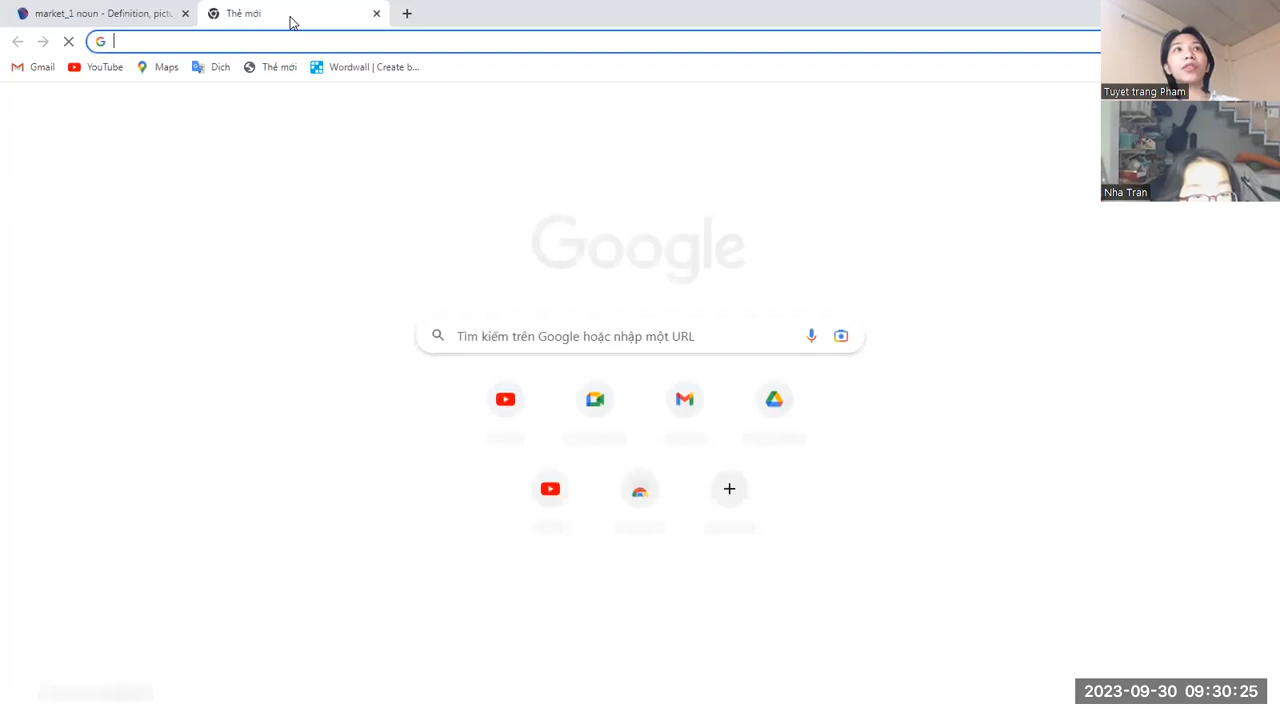 market_1 noun - Definition, pictu
Thẻ mới
Gmail
YouTube
Maps
Dịch
Thẻ mới
Wordwall | Create b...
Tuyet trang Pham
Nha Tran
Google
Tìm kiếm trên Google hoặc nhập một URL
2023-09-30 09:30:25